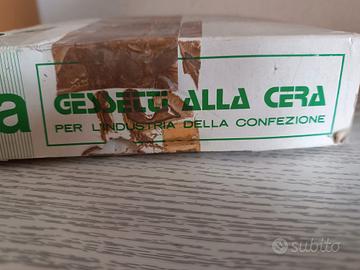 a
GESSETTI ALLA CERA
PER L'INDUSTRIA DELLA CONFEZIONE
subito